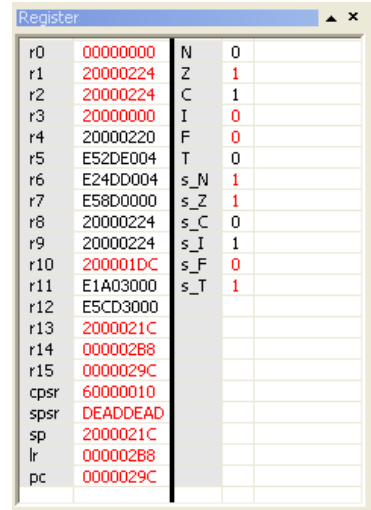 Register
r0 00000000 N 0
r1 20000224 Z 1
r2 20000224 C 1
r3 20000000 I 0
r4 20000220 F 0
r5 E52DE004 T 0
r6 E24DD004 s_N 1
r7 E58D0000 s_Z 1
r8 20000224 s_C 0
r9 20000224 s_I 1
r10 200001DC s_F 0
r11 E1A03000 s_T 1
r12 E5CD3000
r13 2000021C
r14 000002B8
r15 0000029C
cpsr 60000010
spsr DEADDEAD
sp 2000021C
lr 000002B8
pc 0000029C